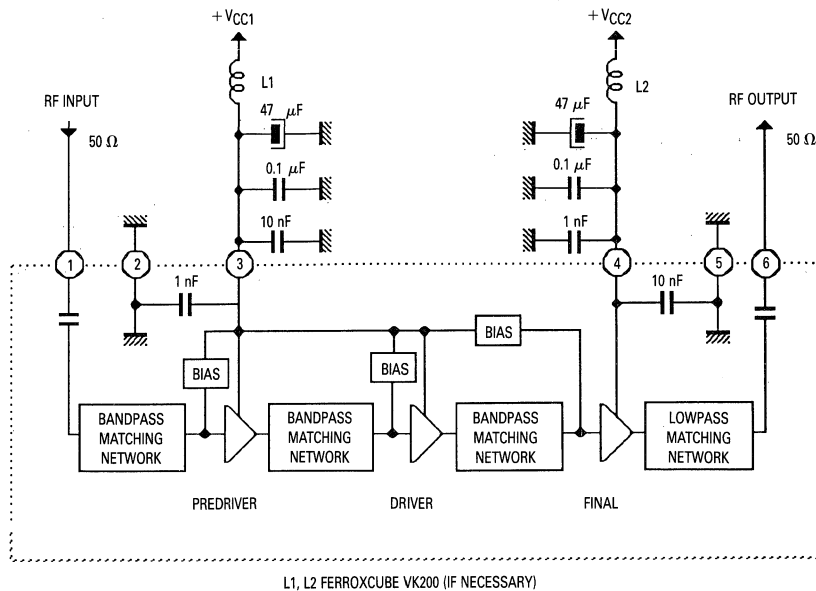 + VCC1
+ VCC2
L1
L2
RF INPUT
RF OUTPUT
47 μF
47 μF
50 Ω
50 Ω
0.1 μF
0.1 μF
10 nF
1 nF
1
2
3
4
5
6
1 nF
10 nF
BIAS
BIAS
BIAS
BANDPASS
MATCHING
NETWORK
BANDPASS
MATCHING
NETWORK
BANDPASS
MATCHING
NETWORK
LOWPASS
MATCHING
NETWORK
PREDRIVER
DRIVER
FINAL
L1, L2 FERROXCUBE VK200 (IF NECESSARY)